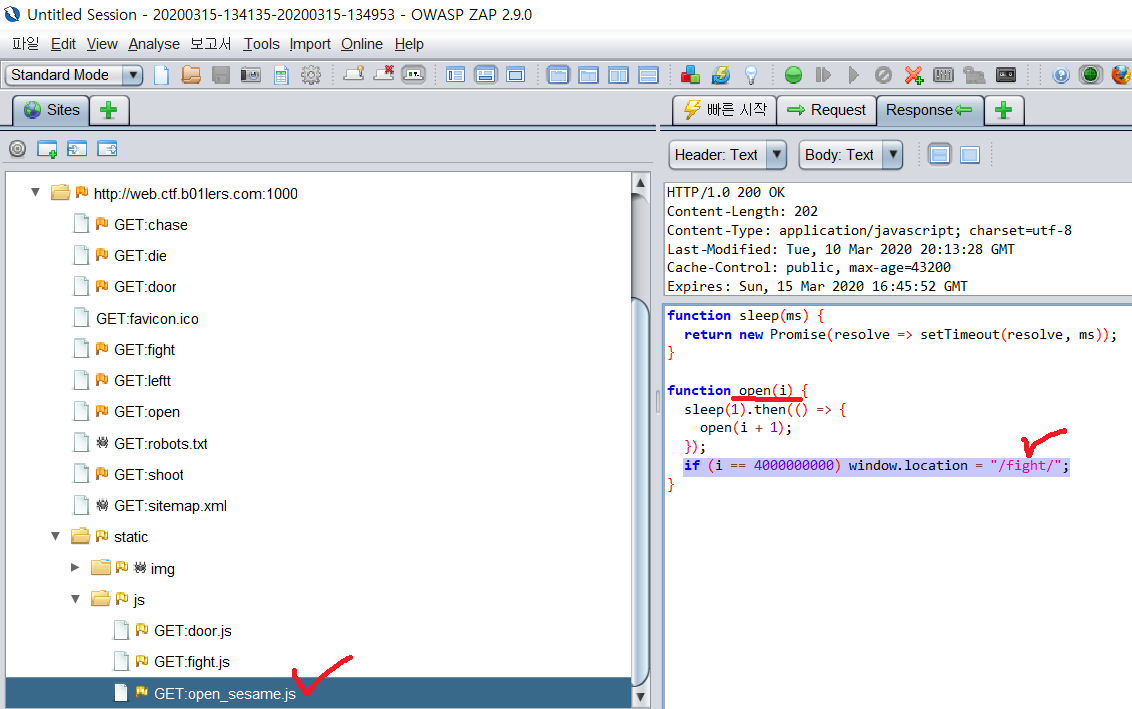 Untitled Session - 20200315-134135-20200315-134953 - OWASP ZAP 2.9.0
파일 Edit View Analyse 보고서 Tools Import Online Help
Standard Mode
Sites
빠른 시작 Request Response
Header: Text Body: Text
http://web.ctf.b01lers.com:1000
GET:chase
GET:die
GET:door
GET:favicon.ico
GET:fight
GET:leftt
GET:open
GET:robots.txt
GET:shoot
GET:sitemap.xml
static
img
js
GET:door.js
GET:fight.js
GET:open_sesame.js
HTTP/1.0 200 OK
Content-Length: 202
Content-Type: application/javascript; charset=utf-8
Last-Modified: Tue, 10 Mar 2020 20:13:28 GMT
Cache-Control: public, max-age=43200
Expires: Sun, 15 Mar 2020 16:45:52 GMT
function sleep(ms) {
return new Promise(resolve => setTimeout(resolve, ms));
}
function open(i) {
sleep(1).then(() => {
open(i + 1);
});
if (i == 4000000000) window.location = "/fight/";
}